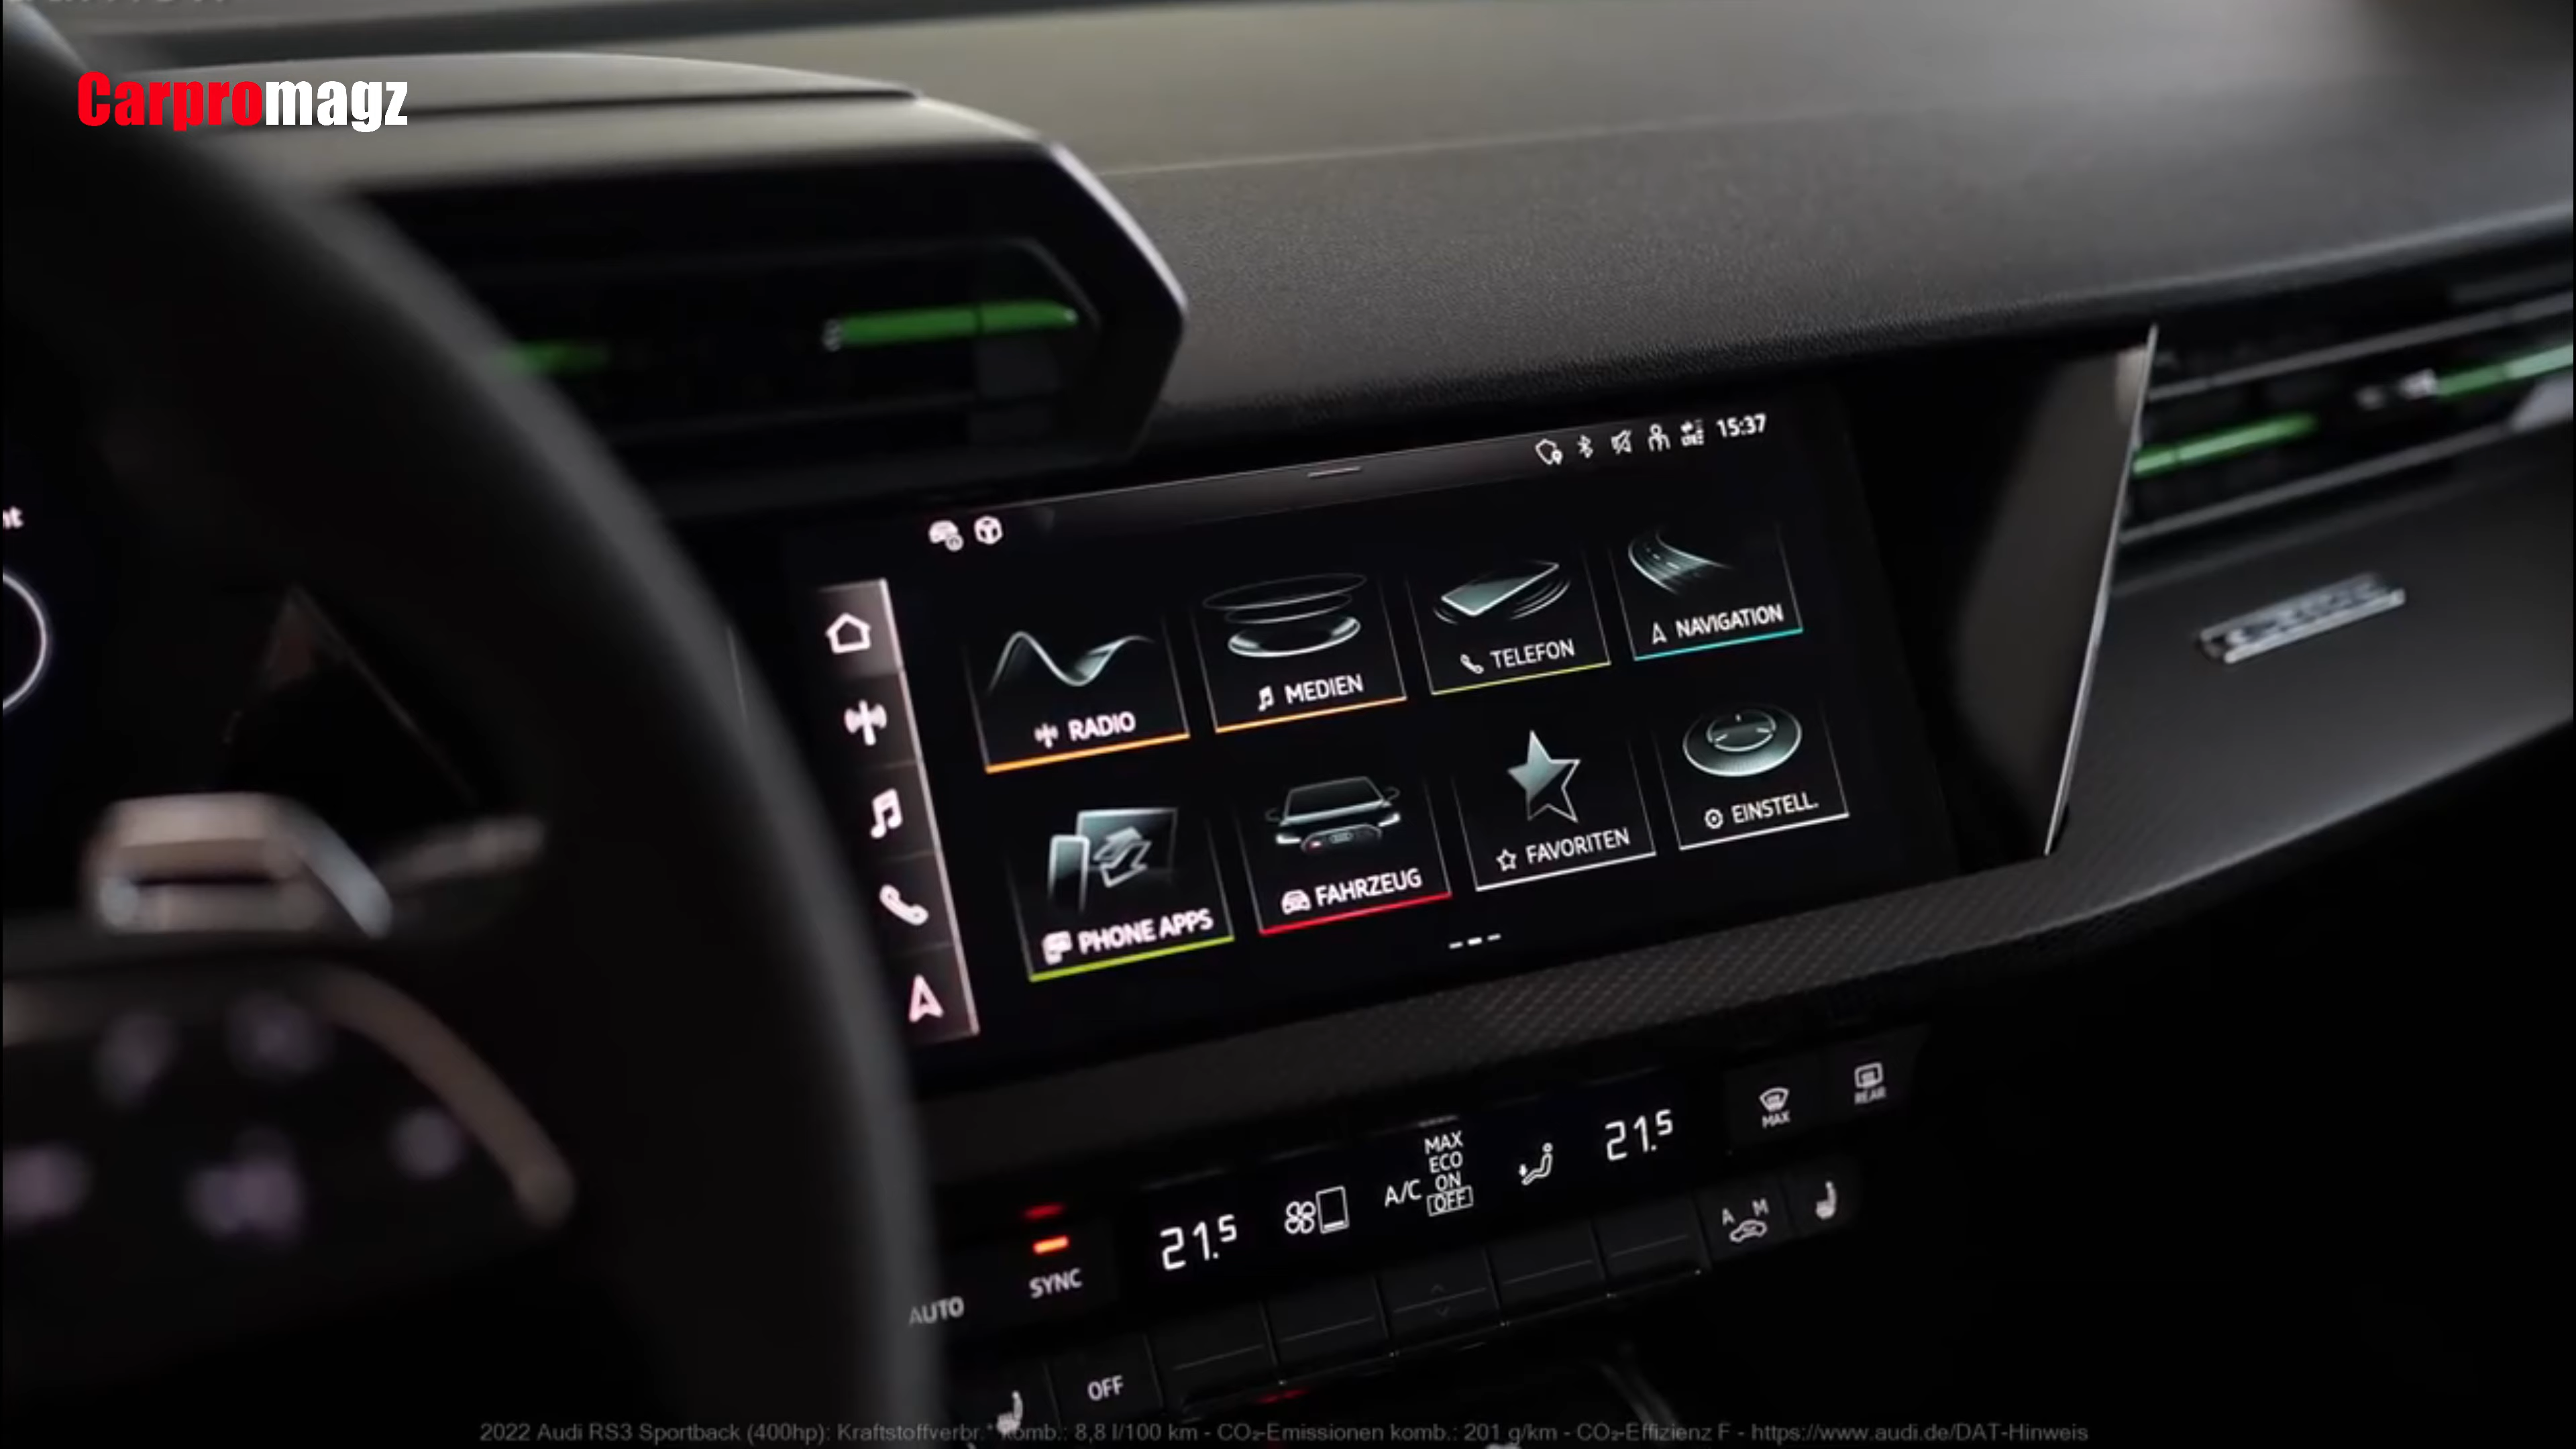 Carpromagz
15:37
RADIO
MEDIEN
TELEFON
NAVIGATION
PHONE APPS
FAHRZEUG
FAVORITEN
EINSTELL.
MAX
REAR
MAX
ECO
A/C ON
OFF
21.5
21.5
A M
SYNC
AUTO
OFF
2022 Audi RS3 Sportback (400hp): Kraftstoffverbr.* komb.: 8,8 l/100 km - CO₂-Emissionen komb.: 201 g/km - CO₂-Effizienz F - https://www.audi.de/DAT-Hinweis